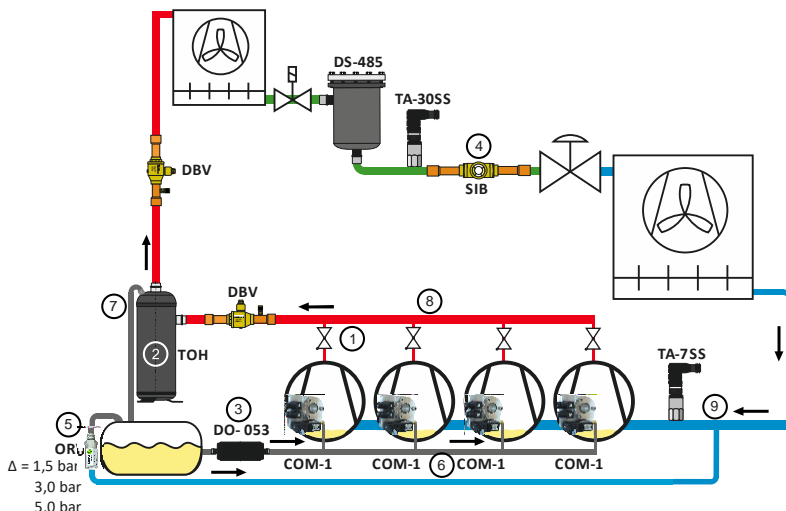 DS-485
TA-30SS
4
SIB
DBV
7
DBV
8
1
2
TOH
TA-7SS
3
9
5
DO- 053
ORU
COM-1
COM-1
COM-1
COM-1
6
Δ = 1,5 bar
3,0 bar
5,0 bar